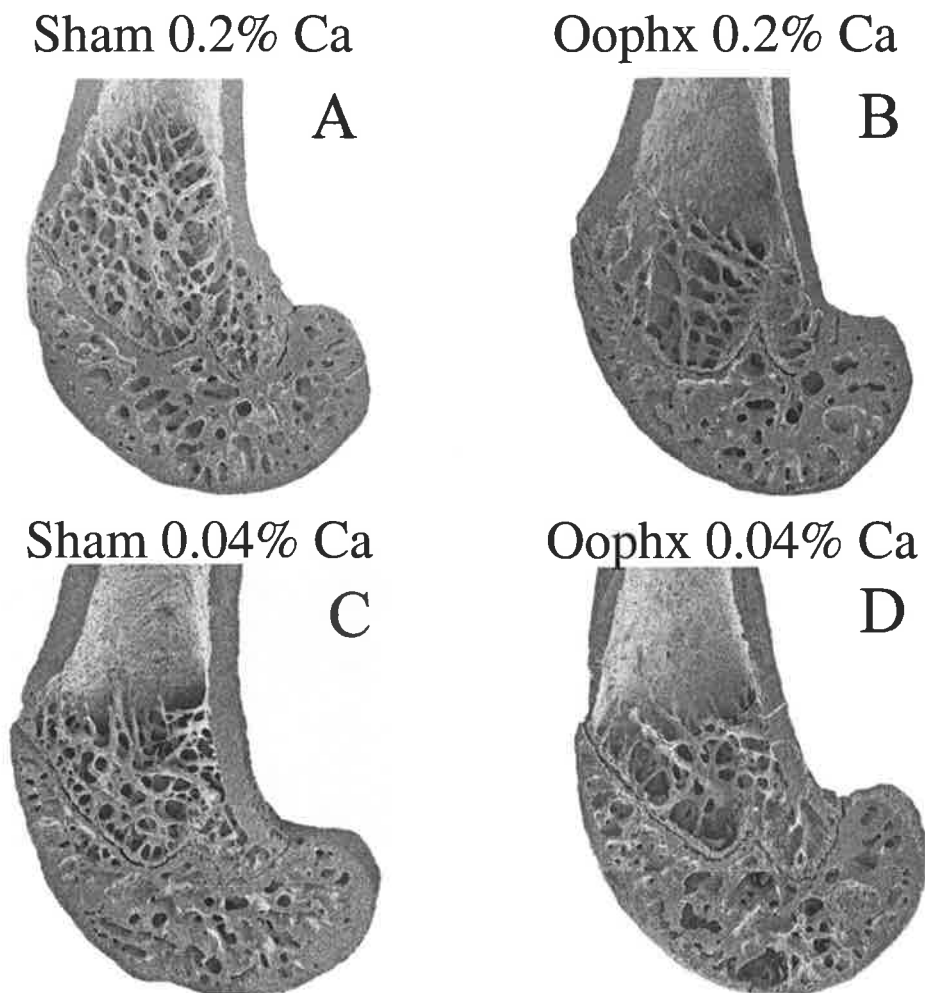 Sham 0.2% Ca
Oophx 0.2% Ca
A
B
Sham 0.04% Ca
Oophx 0.04% Ca
C
D